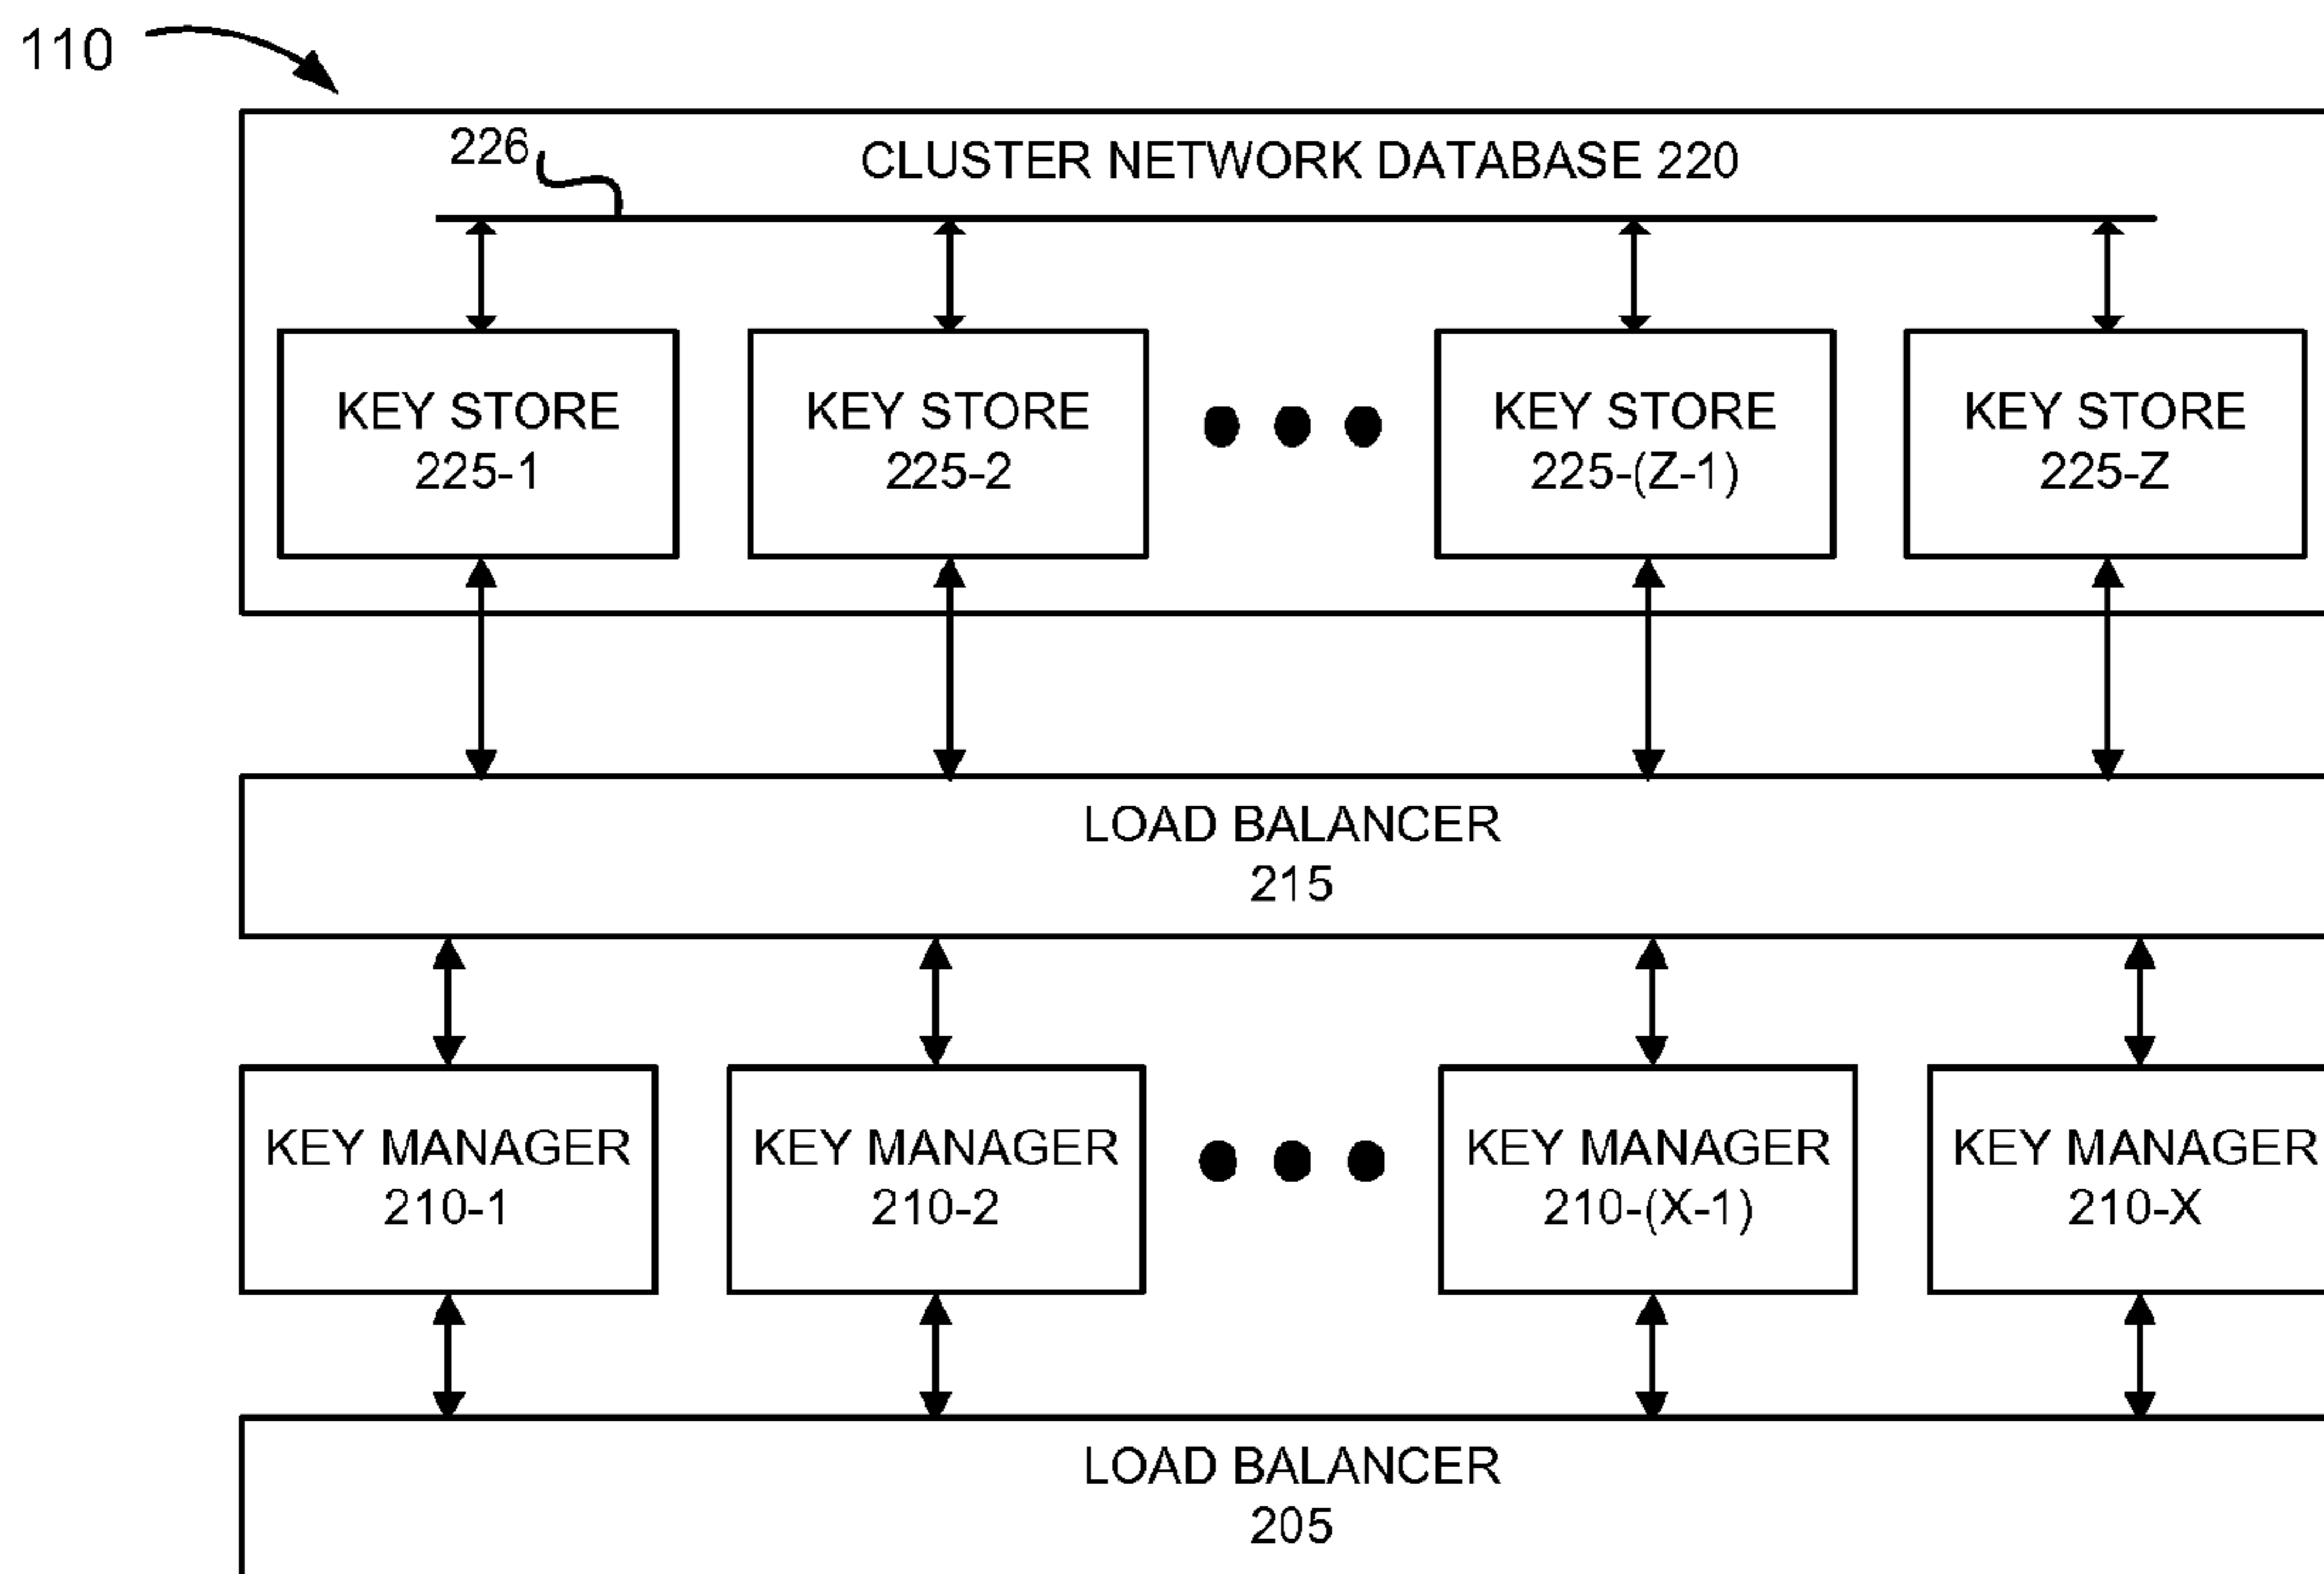 110
226
CLUSTER NETWORK DATABASE 220
KEY STORE
225-1
KEY STORE
225-2
KEY STORE
225-(Z-1)
KEY STORE
225-Z
LOAD BALANCER
215
KEY MANAGER
210-1
KEY MANAGER
210-2
KEY MANAGER
210-(X-1)
KEY MANAGER
210-X
LOAD BALANCER
205